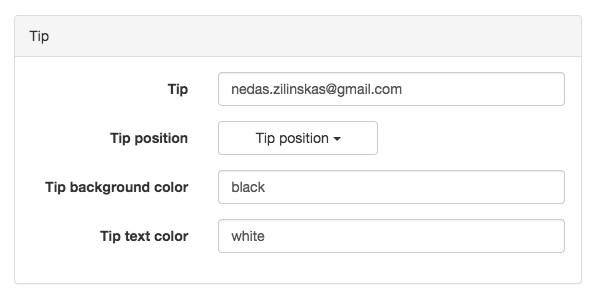 Tip
Tip nedas.zilinskas@gmail.com
Tip position Tip position
Tip background color black
Tip text color white